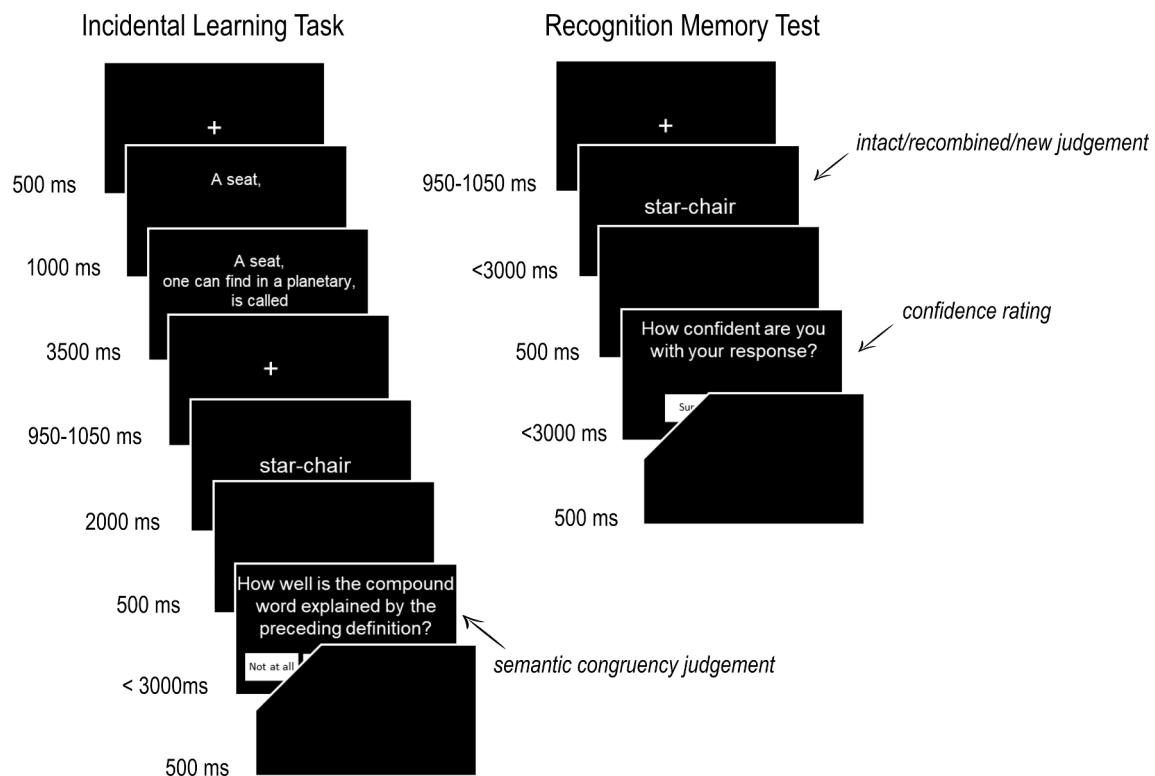 Incidental Learning Task
+
500 ms
A seat,
1000 ms
A seat,
one can find in a planetary,
is called
3500 ms
+
950-1050 ms
star-chair
2000 ms
500 ms
How well is the compound
word explained by the
preceding definition?
Not at all
< 3000ms
semantic congruency judgement
500 ms
Recognition Memory Test
+
950-1050 ms
intact/recombined/new judgement
star-chair
<3000 ms
500 ms
confidence rating
How confident are you
with your response?
<3000 ms
500 ms